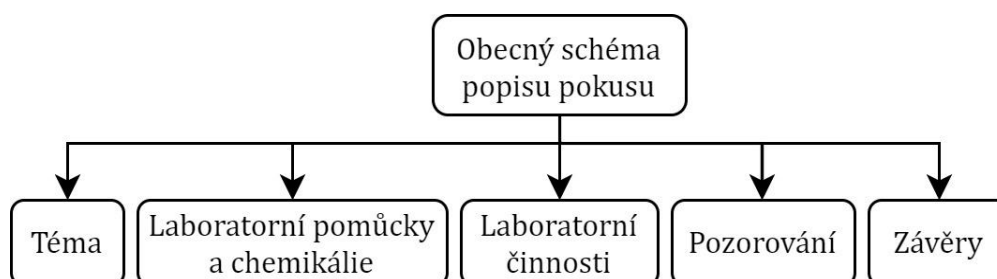 Obecný schéma
popisu pokusu
Téma
Laboratorní pomůcky
a chemikálie
Laboratorní
činnosti
Pozorování
Závěry